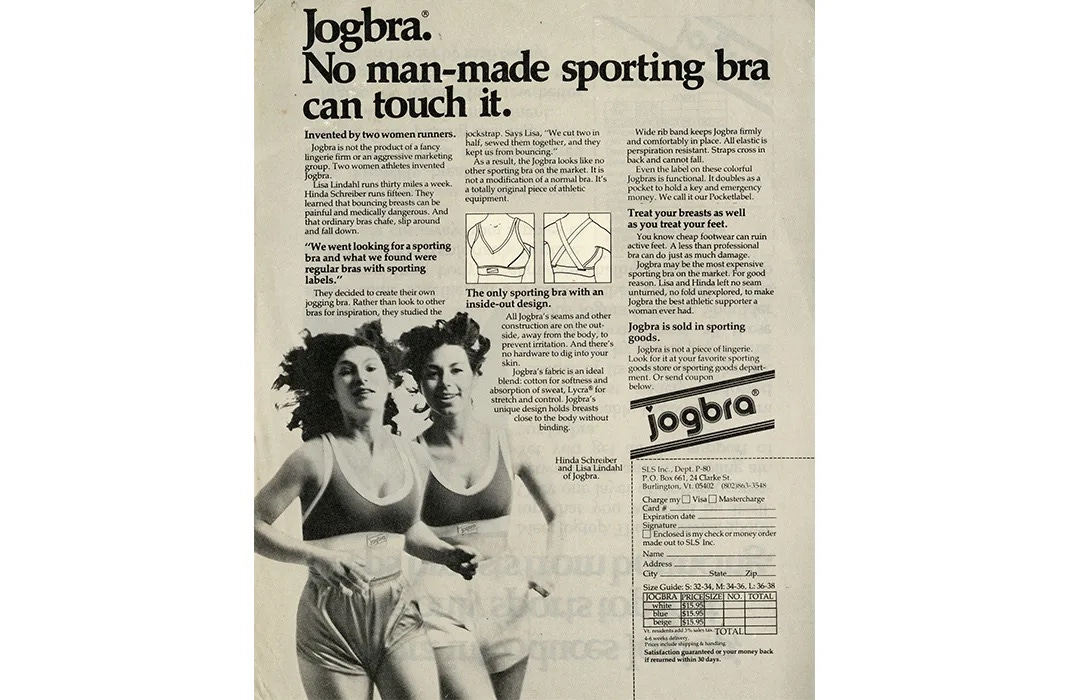 Jogbra.®
No man-made sporting bra
can touch it.
Invented by two women runners.
Jogbra is not the product of a fancy
lingerie firm or an aggressive marketing
group. Two women athletes invented
Jogbra.
Lisa Lindahl runs thirty miles a week.
Hinda Schreiber runs fifteen. They
learned that bouncing breasts can be
painful and medically dangerous. And
that ordinary bras chafe, slip around
and fall down.
"We went looking for a sporting
bra and what we found were
regular bras with sporting
labels."
They decided to create their own
jogging bra. Rather than look to other
bras for inspiration, they studied the
jockstrap. Says Lisa, "We cut two in
half, sewed them together, and they
kept us from bouncing."
As a result, the Jogbra looks like no
other sporting bra on the market. It is
not a modification of a normal bra. It's
a totally original piece of athletic
equipment.
The only sporting bra with an
inside-out design.
All Jogbra's seams and other
construction are on the out-
side, away from the body, to
prevent irritation. And there's
no hardware to dig into your
skin.
Jogbra's fabric is an ideal
blend: cotton for softness and
absorption of sweat, Lycra® for
stretch and control. Jogbra's
unique design holds breasts
close to the body without
binding.
Hinda Schreiber
and Lisa Lindahl
of Jogbra.
Wide rib band keeps Jogbra firmly
and comfortably in place. All elastic is
perspiration resistant. Straps cross in
back and cannot fall.
Even the label on these colorful
Jogbras is functional. It doubles as a
pocket to hold a key and emergency
money. We call it our Pocketlabel.
Treat your breasts as well
as you treat your feet.
You know cheap footwear can ruin
active feet. A less than professional
bra can do just as much damage.
Jogbra may be the most expensive
sporting bra on the market. For good
reason. Lisa and Hinda left no seam
unturned, no fold unexplored, to make
Jogbra the best athletic supporter a
woman ever had.
Jogbra is sold in sporting
goods.
Jogbra is not a piece of lingerie.
Look for it at your favorite sporting
goods store or sporting goods depart-
ment. Or send coupon
below.
jogbra®
SLS Inc., Dept. P-80
P.O. Box 661, 24 Clarke St.
Burlington, Vt. 05402 (802)863-3548
Charge my Visa Mastercharge
Card #
Expiration date
Signature
Enclosed is my check or money order
made out to SLS Inc.
Name
Address
City State Zip
Size Guide: S: 32-34, M: 34-36, L: 36-38
JOGBRA PRICE SIZE NO. TOTAL
white $15.95
blue $15.95
beige $15.95
Vt. residents add 3% sales tax. TOTAL
4-6 weeks delivery.
Prices include shipping & handling.
Satisfaction guaranteed or your money back
if returned within 30 days.